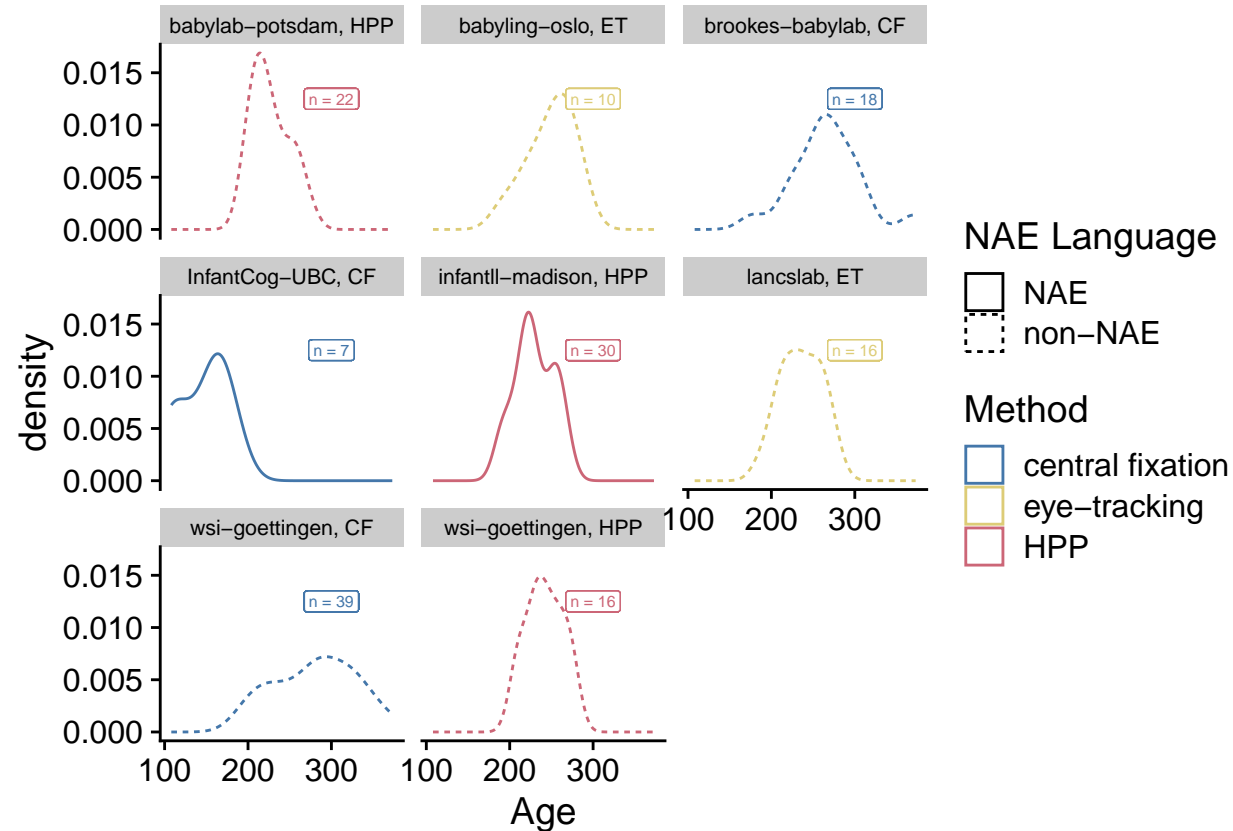 babylab−potsdam, HPP
babyling−oslo, ET
brookes−babylab, CF
0.015
0.010
0.005
0.000
n = 22
n = 10
n = 18
InfantCog−UBC, CF
infantll−madison, HPP
lancslab, ET
0.015
0.010
0.005
0.000
n = 7
n = 30
n = 16
100 200 300
wsi−goettingen, CF
wsi−goettingen, HPP
0.015
0.010
0.005
0.000
n = 39
n = 16
100 200 300
100 200 300
Age
density
NAE Language
NAE
non−NAE
Method
central fixation
eye−tracking
HPP